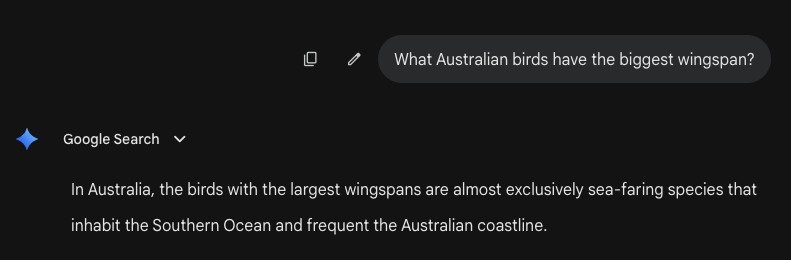 What Australian birds have the biggest wingspan?
Google Search
In Australia, the birds with the largest wingspans are almost exclusively sea-faring species that
inhabit the Southern Ocean and frequent the Australian coastline.